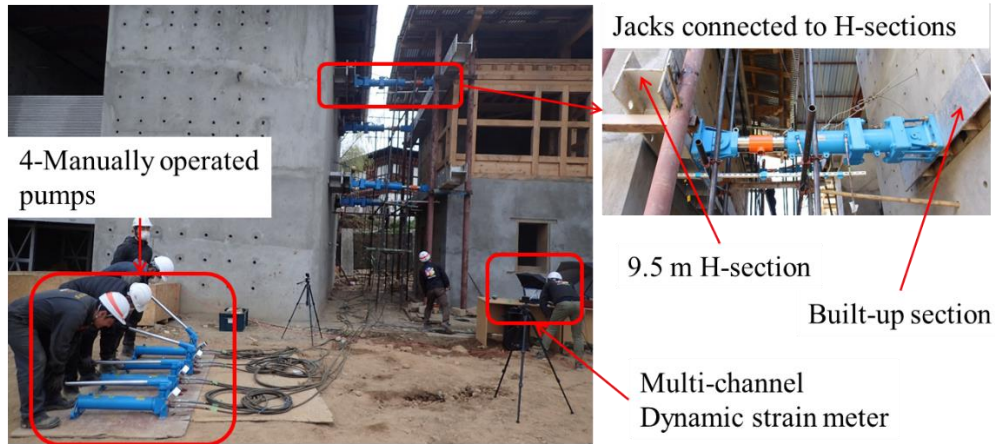 Jacks connected to H-sections
4-Manually operated
pumps
9.5 m H-section
Built-up section
Multi-channel
Dynamic strain meter